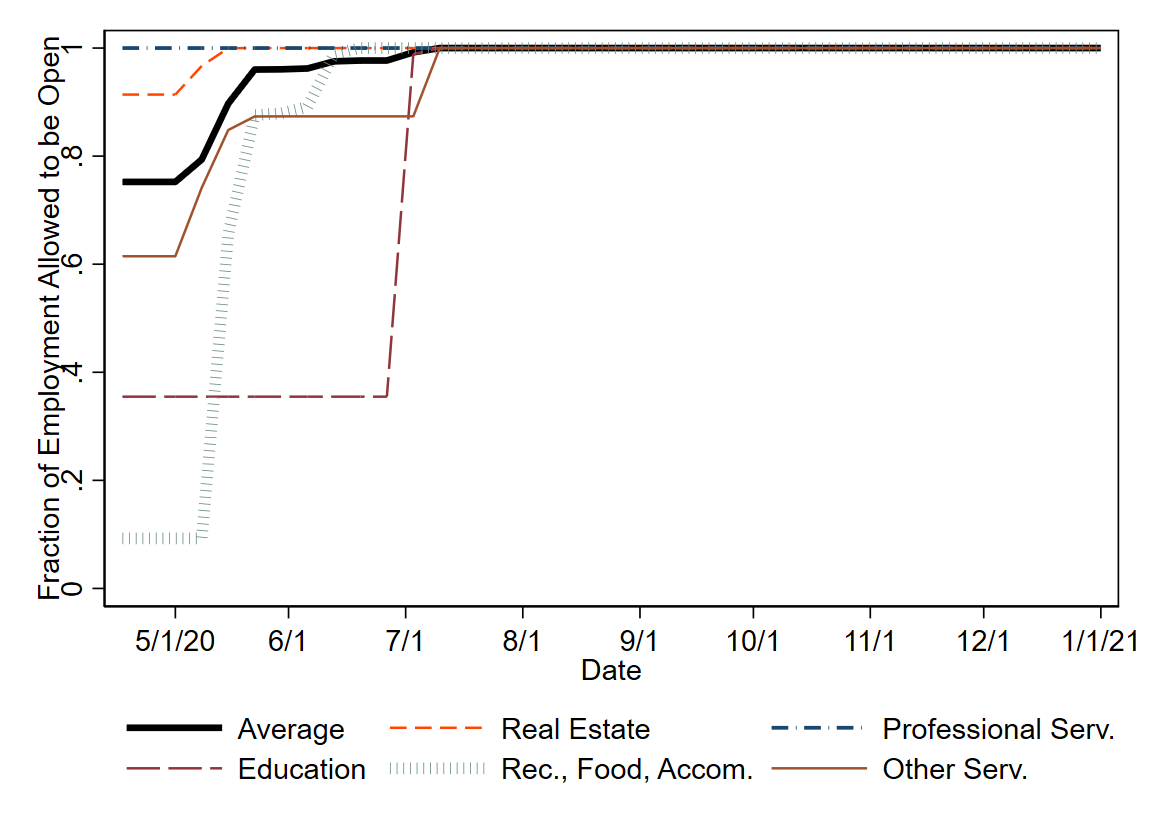 Fraction of Employment Allowed to be Open
1
.8
.6
.4
.2
0
5/1/20 6/1 7/1 8/1 9/1 10/1 11/1 12/1 1/1/21
Date
Average Real Estate Professional Serv.
Education Rec., Food, Accom. Other Serv.